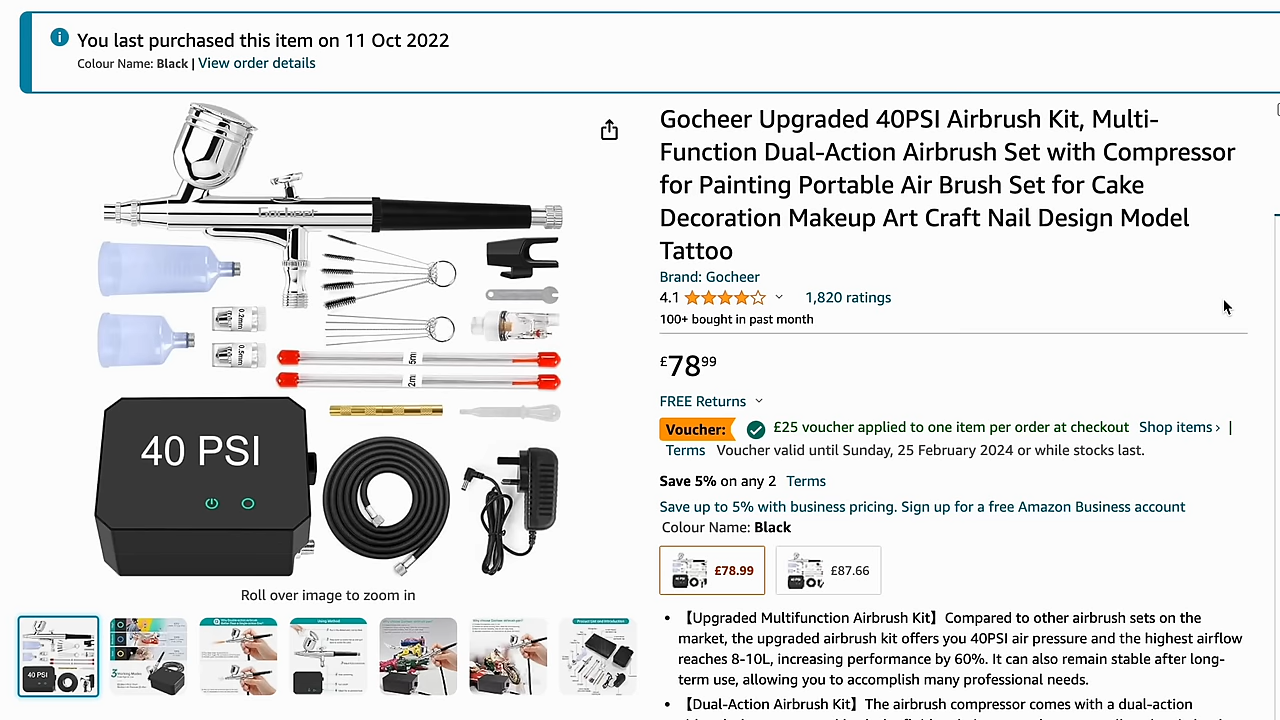 You last purchased this item on 11 Oct 2022
Colour Name: Black | View order details
Gocheer Upgraded 40PSI Airbrush Kit, Multi-
Function Dual-Action Airbrush Set with Compressor
for Painting Portable Air Brush Set for Cake
Decoration Makeup Art Craft Nail Design Model
Tattoo
Brand: Gocheer
4.1
1,820 ratings
100+ bought in past month
£78 99
FREE Returns
Voucher: £25 voucher applied to one item per order at checkout Shop items› |
Terms Voucher valid until Sunday, 25 February 2024 or while stocks last.
Save 5% on any 2 Terms
Save up to 5% with business pricing. Sign up for a free Amazon Business account
Colour Name: Black
£78.99
£87.66
• 【Upgraded Multifunction Airbrush Kit】Compared to other airbrush sets on the
market, the upgraded airbrush kit offers you 40PSI air pressure and the highest airflow
reaches 8-10L, increasing performance by 60%. It can also remain stable after long-
term use, allowing you to accomplish many professional needs.
• 【Dual-Action Airbrush Kit】The airbrush compressor comes with a dual-action
Gocheer
0.2mm
0.5mm
40 PSI
Roll over image to zoom in
40 PSI